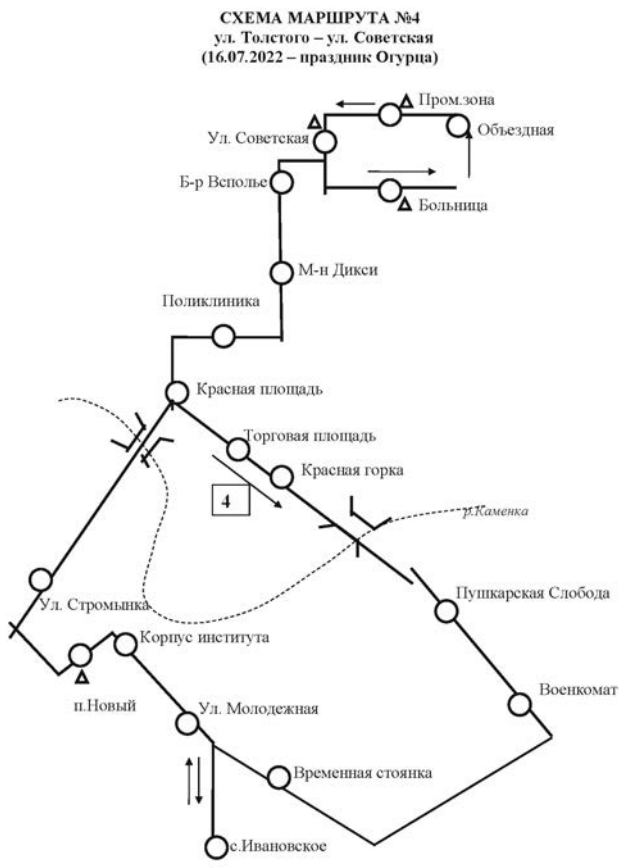 СХЕМА МАРШРУТА №4
ул. Толстого – ул. Советская
(16.07.2022 – праздник Огурца)
Пром.зона
Ул. Советская
Объездная
Б-р Всполье
Больница
М-н Дикси
Поликлиника
Красная площадь
Торговая площадь
Красная горка
4
р.Каменка
Ул. Стромынка
Пушкарская Слобода
Корпус института
п.Новый
Военкомат
Ул. Молодежная
Временная стоянка
с.Ивановское